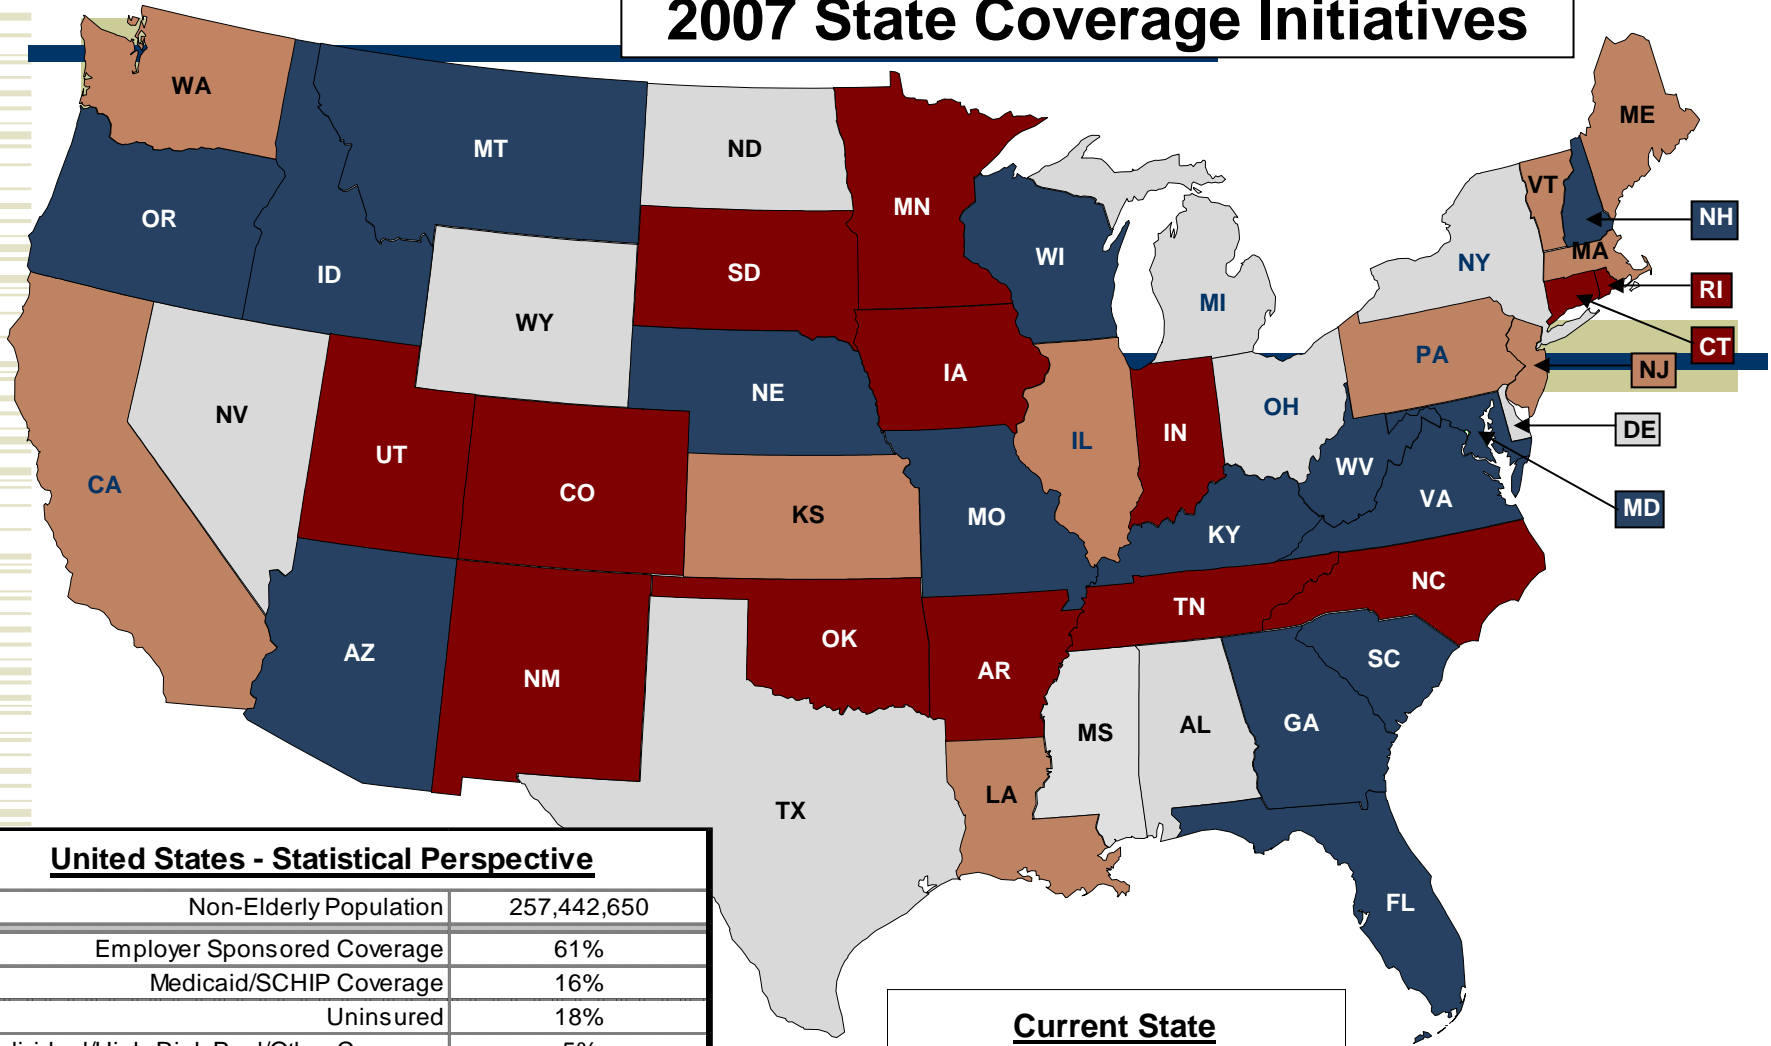 2007 State Coverage Initiatives
WA
MT
ND
MN
ME
VT
NH
OR
ID
SD
WI
NY
MA
RI
WY
MI
CT
NJ
PA
NE
IA
NV
UT
CO
IL
IN
OH
DE
CA
KS
MO
WV
VA
MD
KY
NC
TN
AZ
NM
OK
AR
SC
GA
MS
AL
TX
LA
FL
United States - Statistical Perspective
Non-Elderly Population 257,442,650
Employer Sponsored Coverage 61%
Medicaid/SCHIP Coverage 16%
Uninsured 18%
5%
Current State